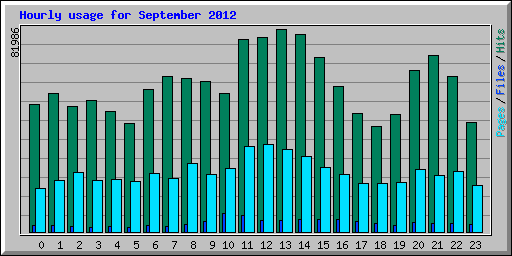 Hourly usage for September 2012
81986
Pages/Files/Hits
0 1 2 3 4 5 6 7 8 9 10 11 12 13 14 15 16 17 18 19 20 21 22 23